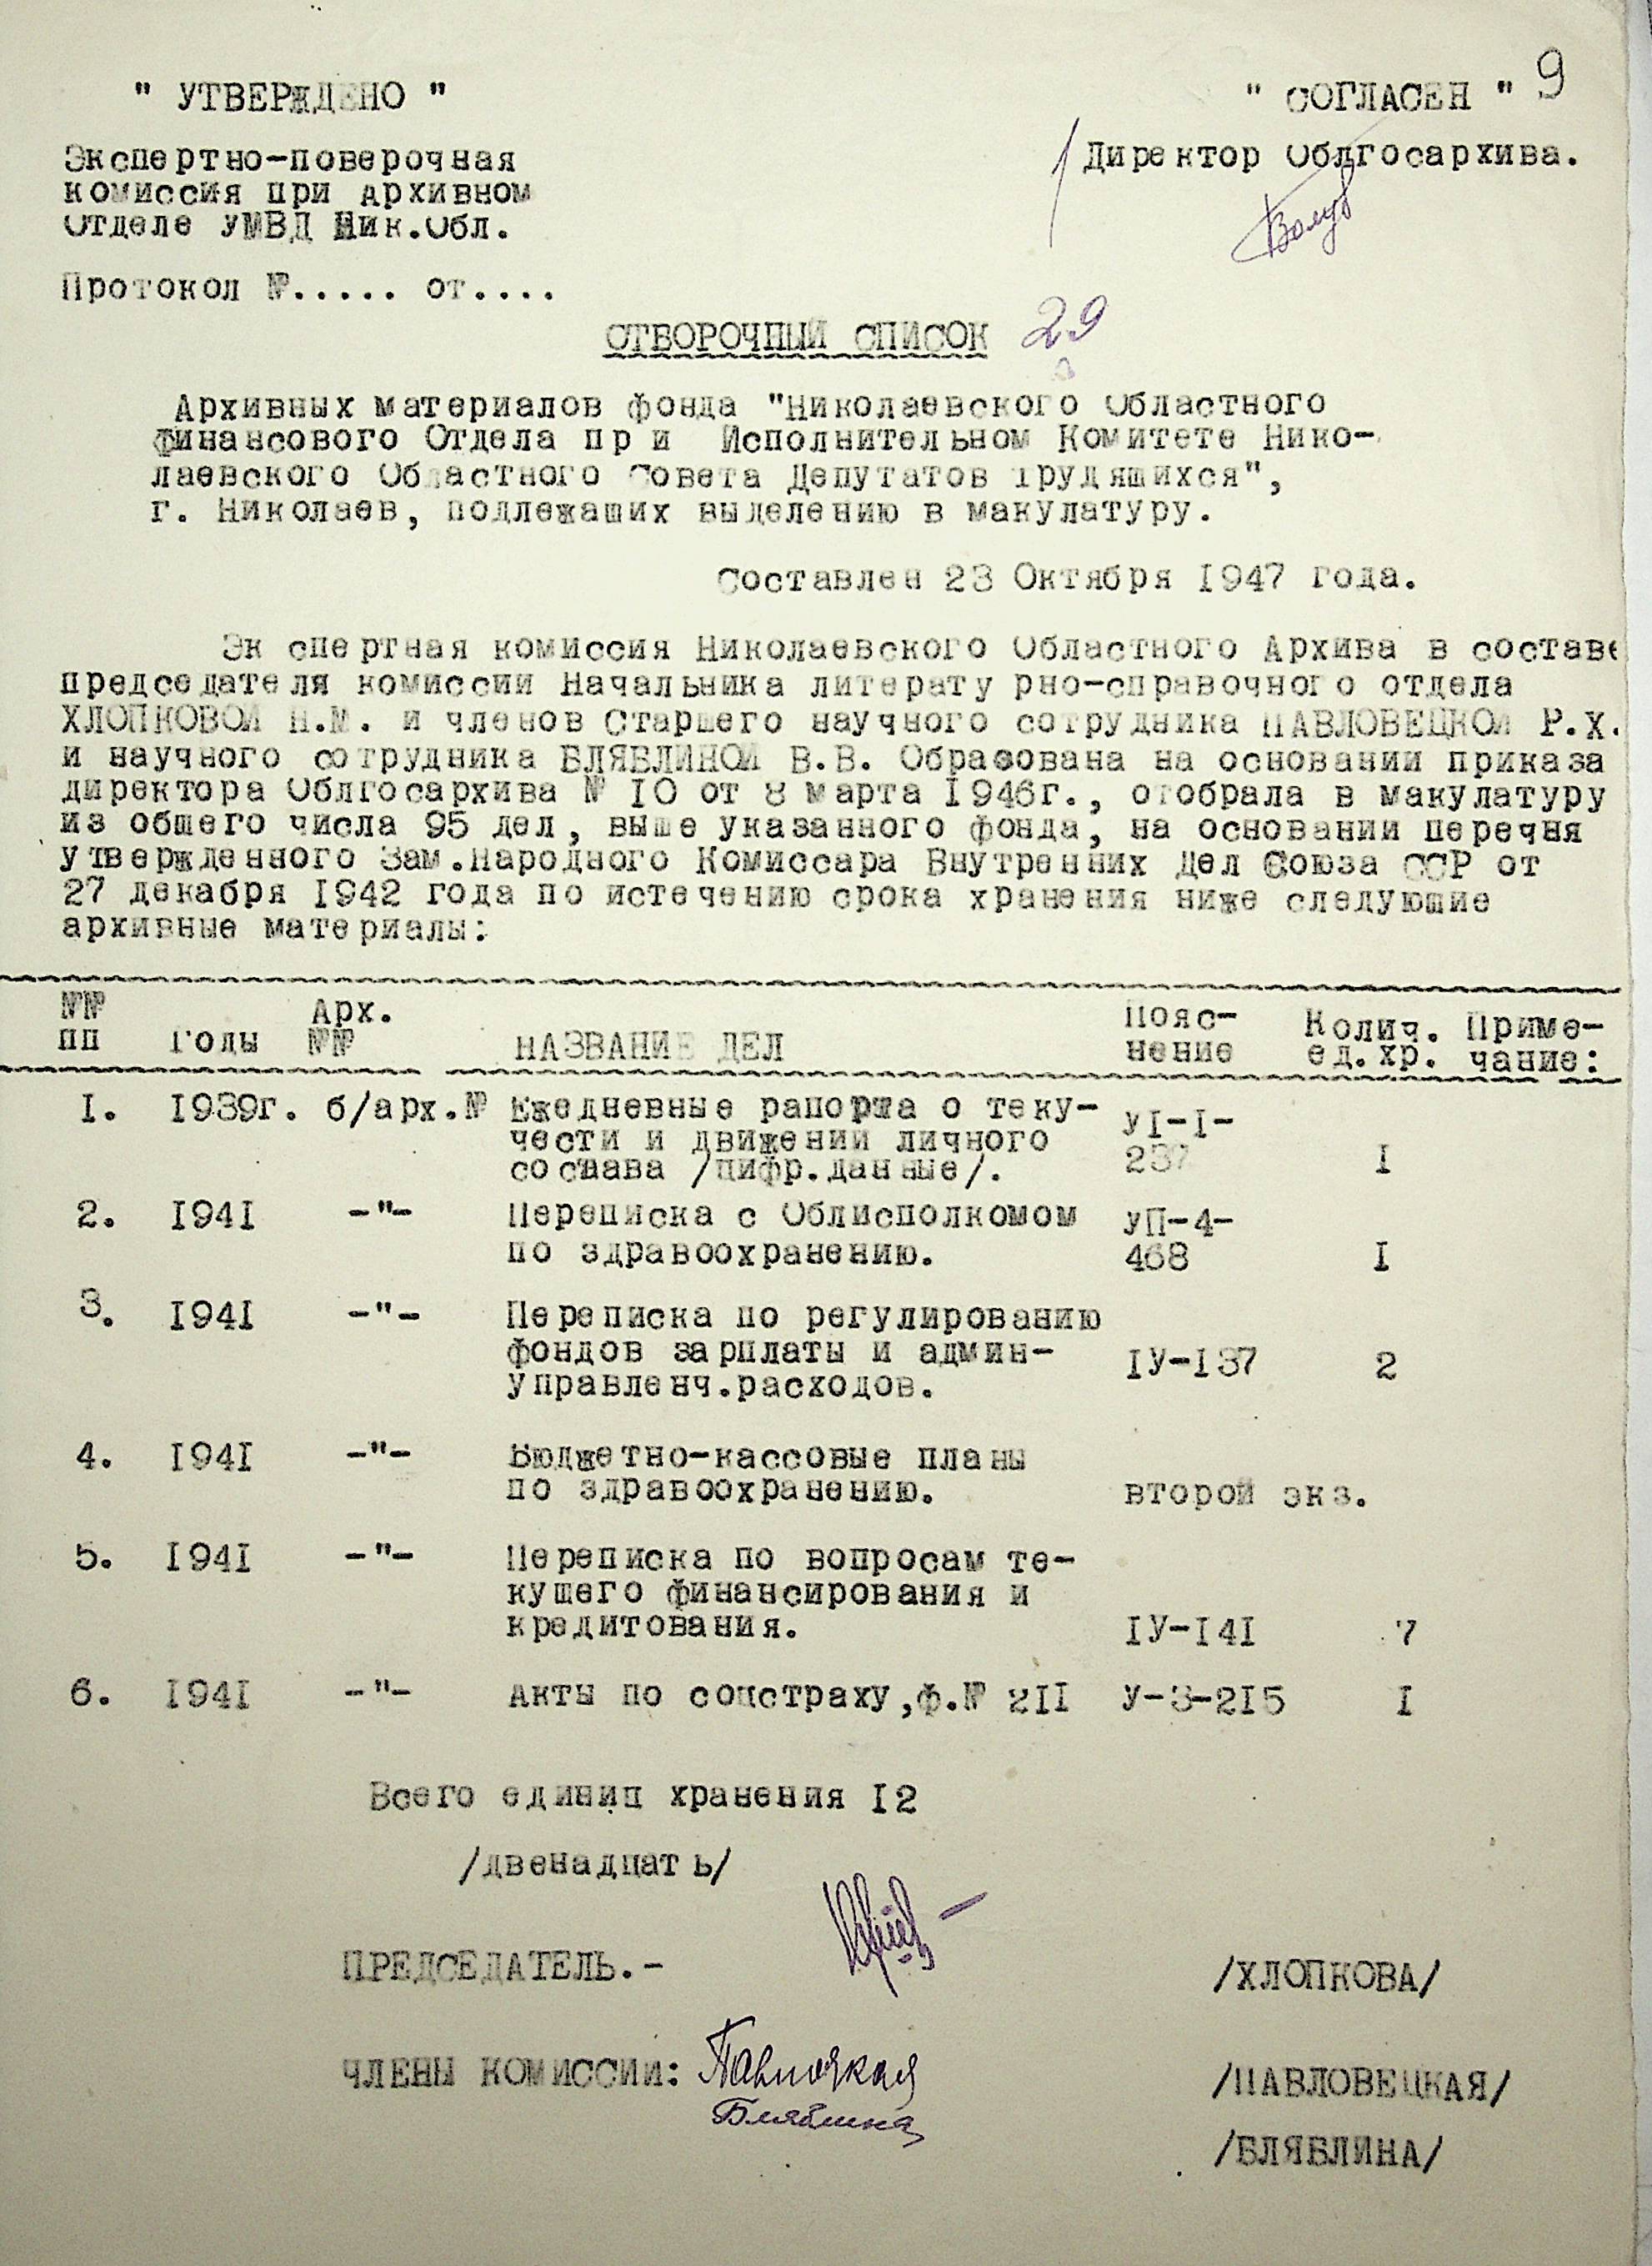 " УТВЕРЖДЕНО "
" СОГЛАСЕН " 9
Экспертно-поверочная
комиссия при Архивном
Отделе УМВД Ник.Обл.
Директор Облгосархива.
Протокол №..... от....
ОТБОРОЧНЫЙ СПИСОК 29
Архивных материалов фонда "Николаевского Областного
Финансового Отдела при Исполнительном Комитете Нико-
лаевского Областного Совета Депутатов Трудяшихся",
г. Николаев, подлежаших выделению в макулатуру.
Составлен 23 Октября 1947 года.
Экспертная комиссия Николаевского Областного Архива в составе
председателя комиссии Начальника литературно-справочного отдела
ХЛОПКОВОЙ Н.М. и членов Старшего научного сотрудника ПАВЛОВЕЦКОЙ Р.Х.
и научного сотрудника БЛЯБЛИНОЙ В.В. Образована на основании приказа
директора Облгосархива № 10 от 8 марта 1946г., отобрала в макулатуру
из обшего числа 95 дел, выше указанного фонда, на основании перечня
утвержденного Зам.Народного Комиссара Внутренних Дел Союза ССР от
27 декабря 1942 года по истечению срока хранения ниже следуюшие
архивные материалы:
№№ пп Годы Арх. №№ НАЗВАНИЕ ДЕЛ Пояс-нение Колич. ед.хр. Приме-чание:
1. 1939г. б/арх.№ Ежедневные рапорта о теку- УI-I-
чести и движении личного
состава /цифр.данные/. 237 I
2. 1941 -"- Переписка с Облисполкомом УП-4-
по здравоохранению. 468 I
3. 1941 -"- Переписка по регулированию
фондов зарплаты и админ- IУ-137 2
управленч.расходов.
4. 1941 -"- Бюджетно-кассовые планы
по здравоохранению. второй экз.
5. 1941 -"- Переписка по вопросам те-
кушего финансирования и
кредитования. IУ-141 7
6. 1941 -"- Акты по соцстраху,ф.№ 211 У-3-215 I
Всего единиц хранения 12
/двенадцать/
ПРЕДСЕДАТЕЛЬ.- /ХЛОПКОВА/
ЧЛЕНЫ КОМИССИИ: /ПАВЛОВЕЦКАЯ/
Бляблина
/БЛЯБЛИНА/